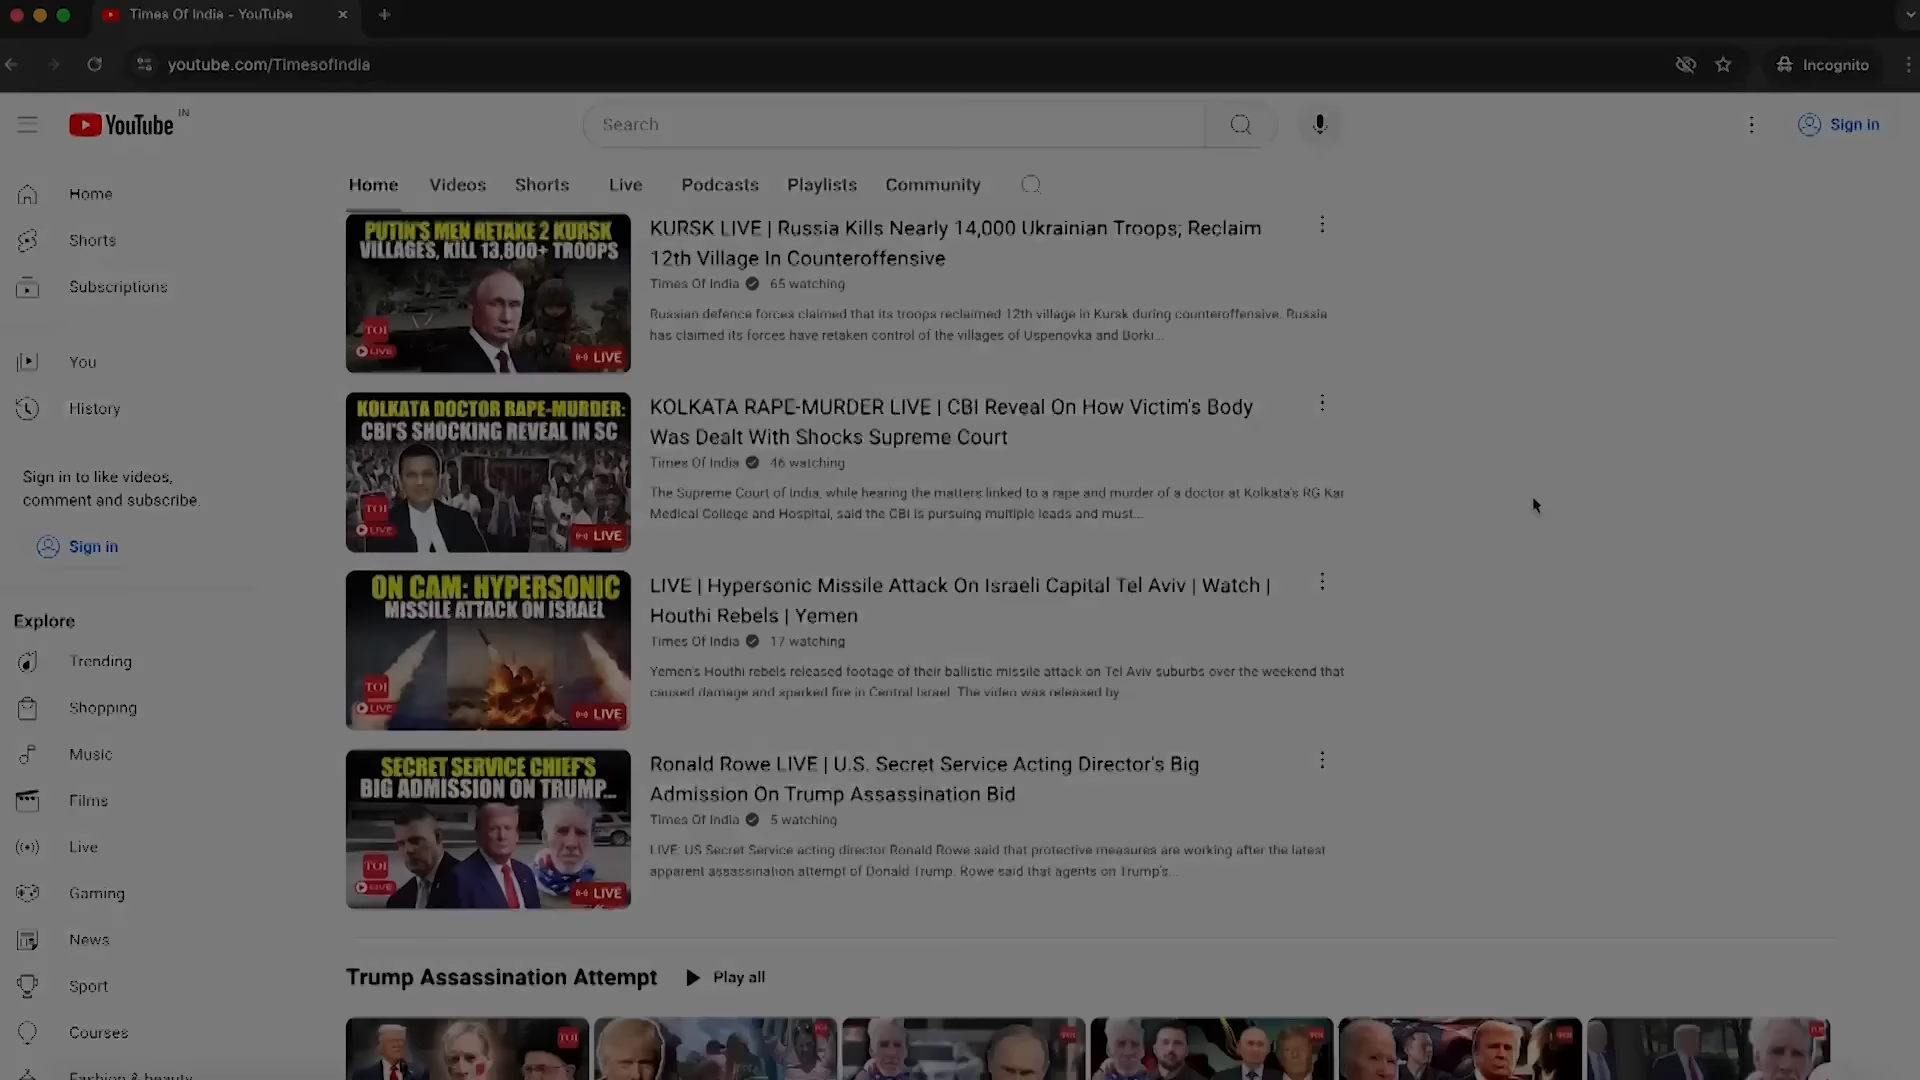 Times Of India - YouTube
youtube.com/TimesofIndia
Incognito
YouTube IN
Search
Sign in
Home
Shorts
Subscriptions
You
History
Sign in to like videos,
comment and subscribe.
Sign in
Explore
Trending
Shopping
Music
Films
Live
Gaming
News
Sport
Courses
Fashion & beauty
Home Videos Shorts Live Podcasts Playlists Community
PUTIN'S MEN RETAKE 2 KURSK
VILLAGES, KILL 13,800+ TROOPS
TOI
LIVE
LIVE
KURSK LIVE | Russia Kills Nearly 14,000 Ukrainian Troops; Reclaim
12th Village In Counteroffensive
Times Of India 65 watching
Russian defence forces claimed that its troops reclaimed 12th village in Kursk during counteroffensive. Russia
has claimed its forces have retaken control of the villages of Uspenovka and Borki...
KOLKATA DOCTOR RAPE-MURDER:
CBI'S SHOCKING REVEAL IN SC
TOI
LIVE
LIVE
KOLKATA RAPE-MURDER LIVE | CBI Reveal On How Victim's Body
Was Dealt With Shocks Supreme Court
Times Of India 46 watching
The Supreme Court of India, while hearing the matters linked to a rape and murder of a doctor at Kolkata's RG Kar
Medical College and Hospital, said the CBI is pursuing multiple leads and must...
ON CAM: HYPERSONIC
MISSILE ATTACK ON ISRAEL
TOI
LIVE
LIVE
LIVE | Hypersonic Missile Attack On Israeli Capital Tel Aviv | Watch |
Houthi Rebels | Yemen
Times Of India 17 watching
Yemen's Houthi rebels released footage of their ballistic missile attack on Tel Aviv suburbs over the weekend that
caused damage and sparked fire in Central Israel. The video was released by
SECRET SERVICE CHIEF'S
BIG ADMISSION ON TRUMP...
TOI
LIVE
LIVE
Ronald Rowe LIVE | U.S. Secret Service Acting Director's Big
Admission On Trump Assassination Bid
Times Of India 5 watching
LIVE: US Secret Service acting director Ronald Rowe said that protective measures are working after the latest
apparent assassination attempt of Donald Trump. Rowe said that agents on Trump's...
Trump Assassination Attempt Play all
TOI
TOI
TOI
TOI
TOI